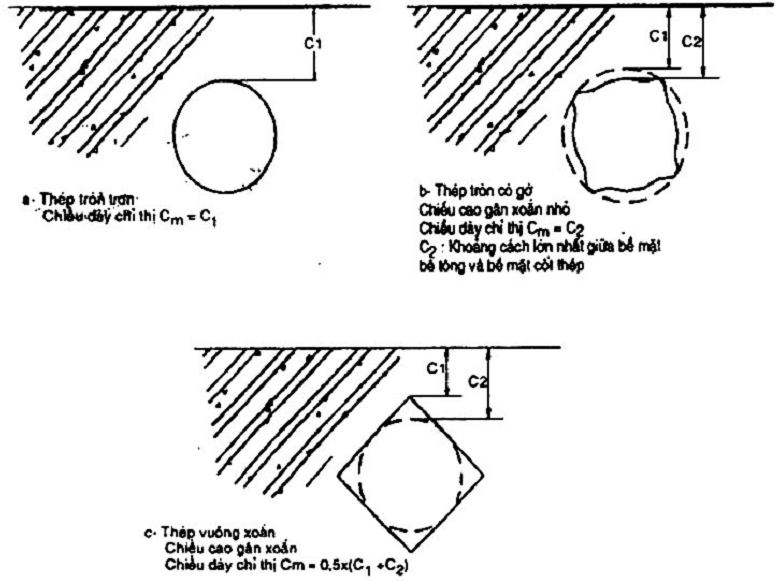 C1
a- Thép tròn trơn
Chiều dày chỉ thị Cm = C1
C1
C2
b- Thép tròn có gờ
Chiều cao gân xoắn nhỏ
Chiều dày chỉ thị Cm = C2
C2 : Khoảng cách lớn nhất giữa bề mặt
bê tông và bề mặt cốt thép
C1
C2
c- Thép vuông xoắn
Chiều cao gân xoắn
Chiều dày chỉ thị Cm = 0,5x(C1 +C2)